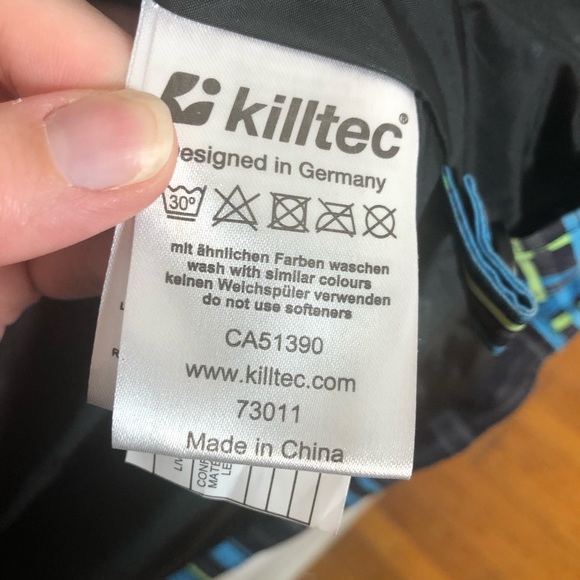 killtec®
esigned in Germany
30°
mit ähnlichen Farben waschen
wash with similar colours
keinen Weichspüler verwenden
do not use softeners
CA51390
www.killtec.com
73011
Made in China